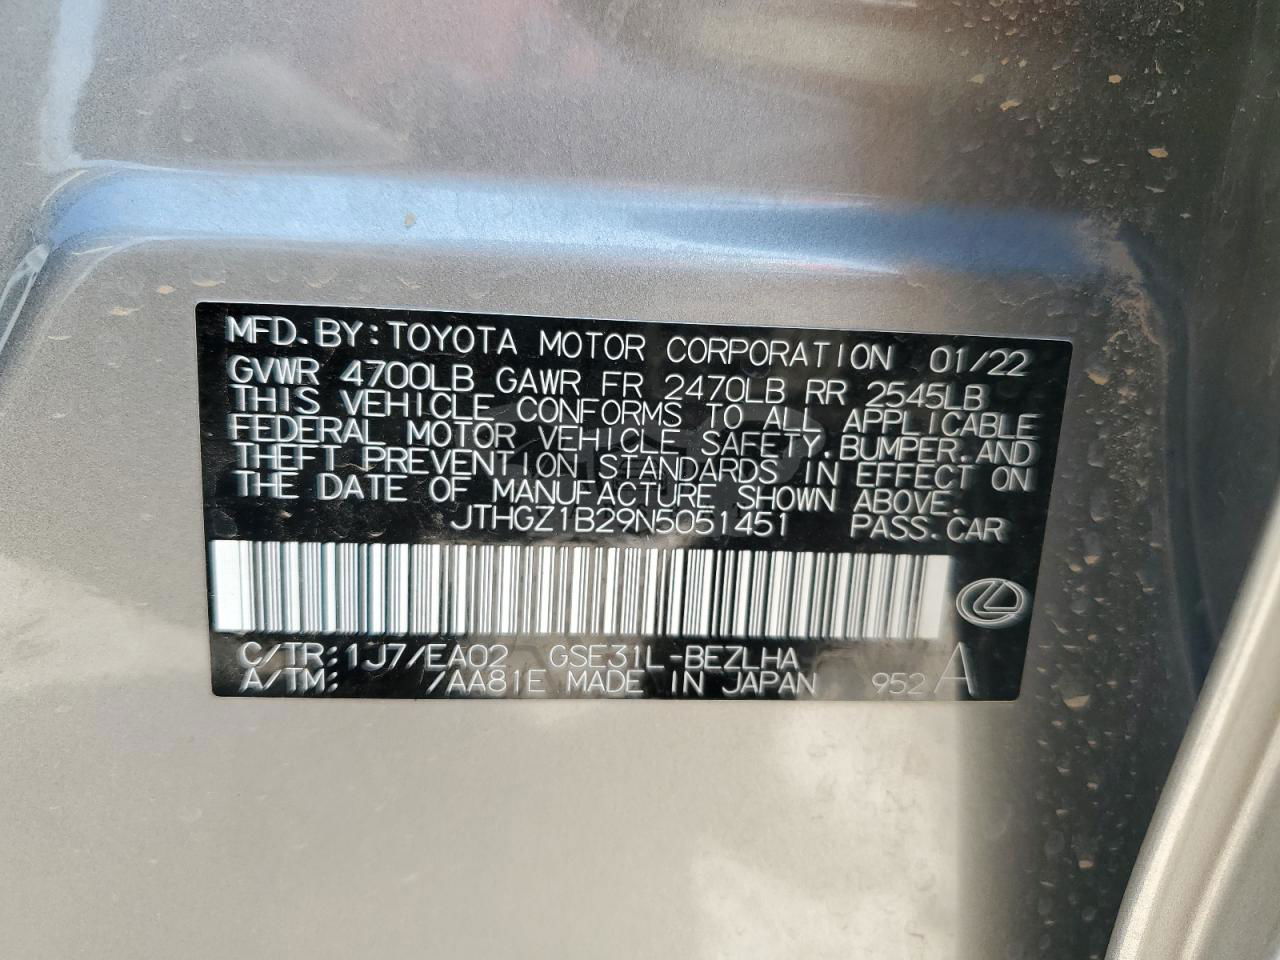 MFD.BY:TOYOTA MOTOR CORPORATION 01/22
GVWR 4700LB GAWR FR 2470LB RR 2545LB
THIS VEHICLE CONFORMS TO ALL APPLICABLE
FEDERAL MOTOR VEHICLE SAFETY.BUMPER.AND
THEFT PREVENTION STANDARDS IN EFFECT ON
THE DATE OF MANUFACTURE SHOWN ABOVE.
JTHGZ1B29N5051451 PASS.CAR
C/TR:1J7/EA02 GSE31L-BEZLHA
A/TM: /AA81E MADE IN JAPAN 952 A